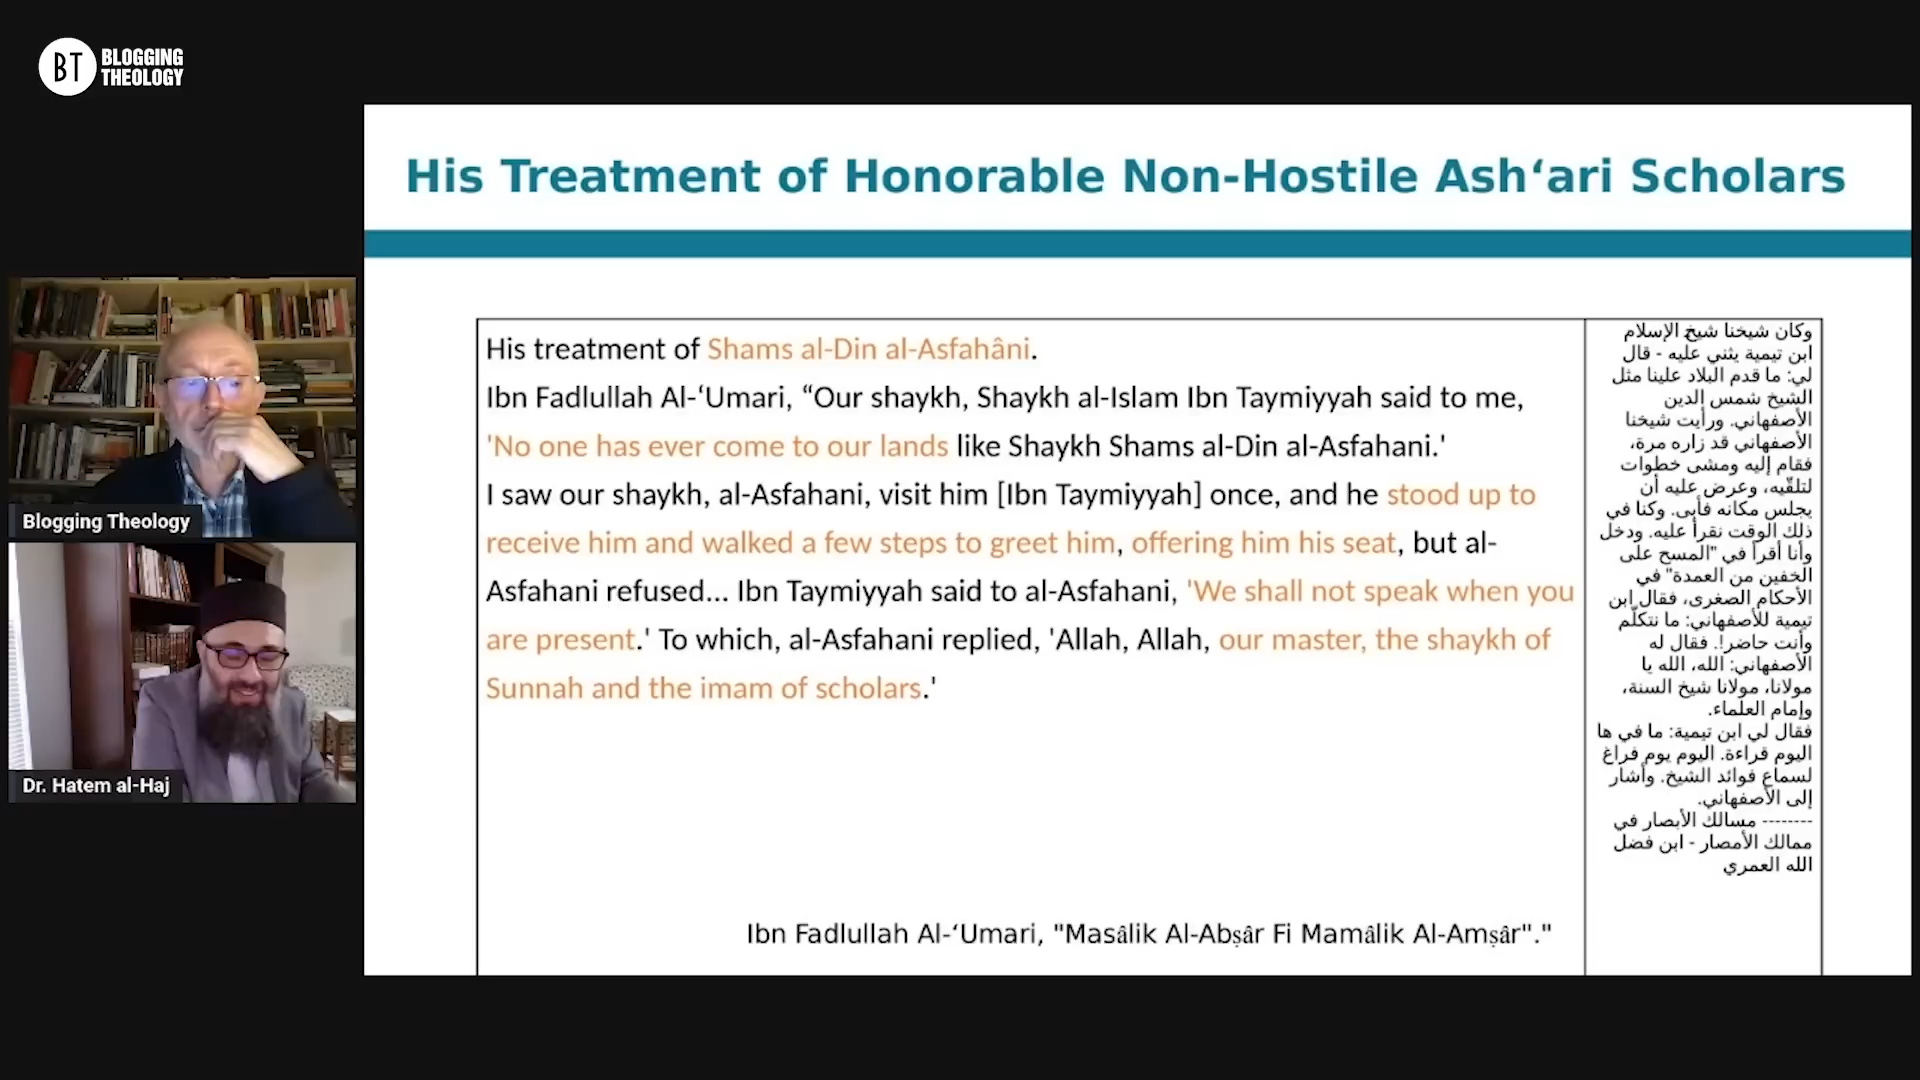 BT BLOGGING
THEOLOGY
His Treatment of Honorable Non-Hostile Ash‘ari Scholars
His treatment of Shams al-Din al-Asfahâni.
Ibn Fadlullah Al-‘Umari, “Our shaykh, Shaykh al-Islam Ibn Taymiyyah said to me,
'No one has ever come to our lands like Shaykh Shams al-Din al-Asfahani.'
I saw our shaykh, al-Asfahani, visit him [Ibn Taymiyyah] once, and he stood up to
receive him and walked a few steps to greet him, offering him his seat, but al-
Asfahani refused... Ibn Taymiyyah said to al-Asfahani, 'We shall not speak when you
are present.' To which, al-Asfahani replied, 'Allah, Allah, our master, the shaykh of
Sunnah and the imam of scholars.'
Ibn Fadlullah Al-‘Umari, "Masâlik Al-Abṣâr Fi Mamâlik Al-Amṣâr"."
وكان شيخنا شيخ الإسلام
ابن تيمية يثني عليه - قال
لي: ما قدم البلاد علينا مثل
الشيخ شمس الدين
الأصفهاني. ورأيت شيخنا
الأصفهاني قد زاره مرة،
فقام إليه ومشى خطوات
لتلقّيه، وعرض عليه أن
يجلس مكانه فأبى. وكنا في
ذلك الوقت نقرأ عليه. ودخل
وأنا أقرأ في "المسح على
الخفين من العمدة" في
الأحكام الصغرى، فقال ابن
تيمية للأصفهاني: ما نتكلّم
وأنت حاضر!. فقال له
الأصفهاني: الله، الله يا
مولانا، مولانا شيخ السنة،
وإمام العلماء.
فقال لي ابن تيمية: ما في ها
اليوم قراءة. اليوم يوم فراغ
لسماع فوائد الشيخ. وأشار
إلى الأصفهاني.
-------- مسالك الأبصار في
ممالك الأمصار - ابن فضل
الله العمري
Blogging Theology
Dr. Hatem al-Haj